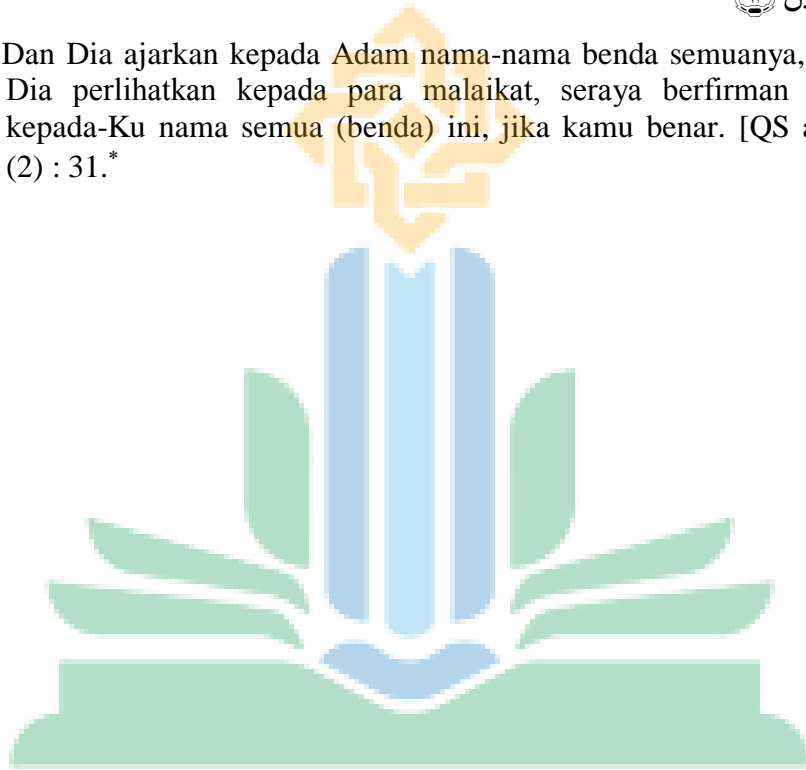 Dan Dia ajarkan kepada Adam nama-nama benda semuanya,
Dia perlihatkan kepada para malaikat, seraya berfirman
kepada-Ku nama semua (benda) ini, jika kamu benar. [QS a
(2) : 31.*